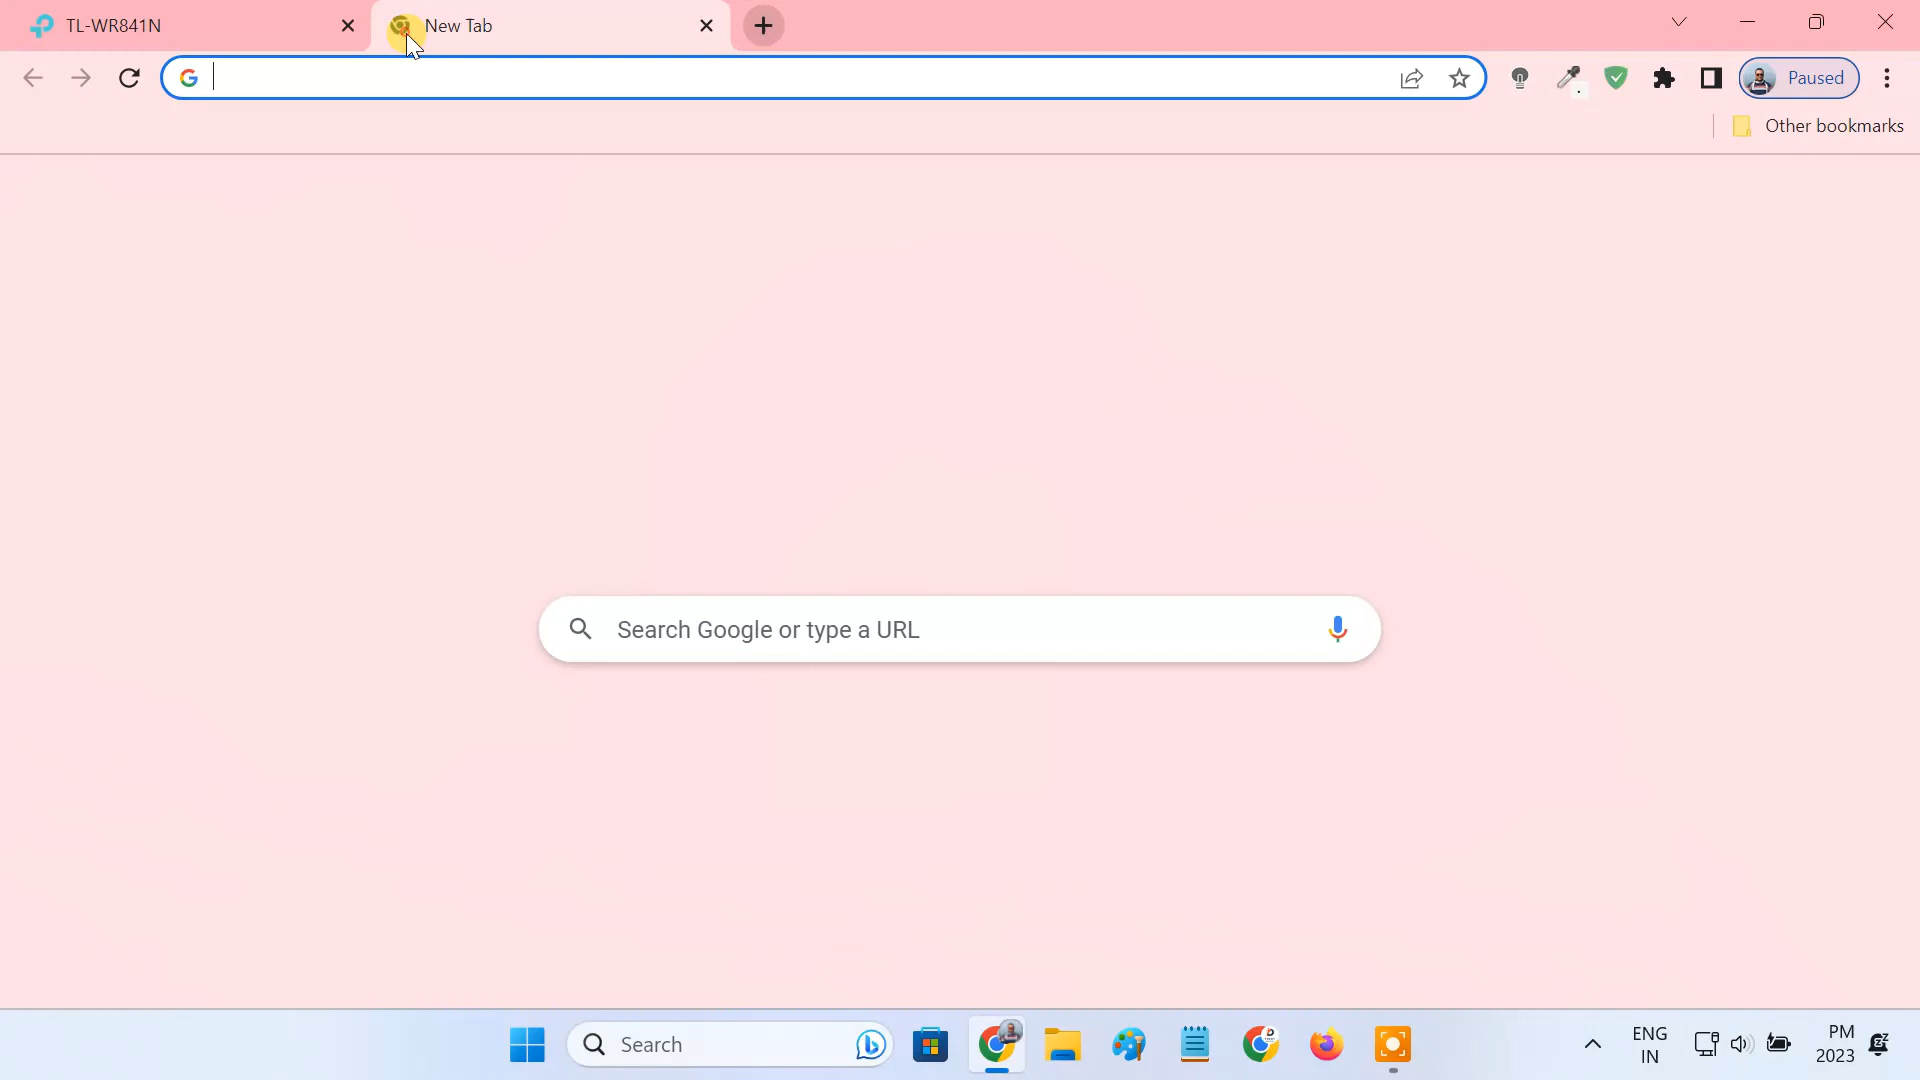 TL-WR841N
New Tab
Paused
Other bookmarks
Search Google or type a URL
Search
ENG
IN
PM
2023